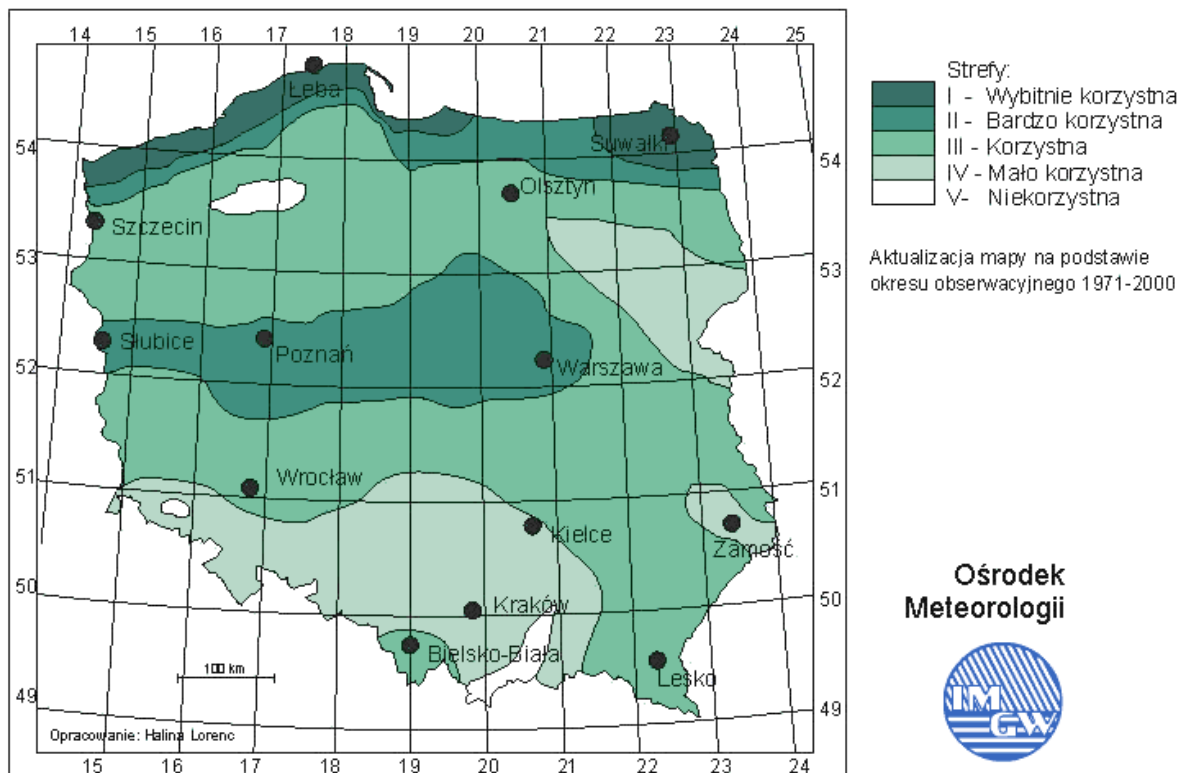 14 15 16 17 18 19 20 21 22 23 24 25
Łeba
54
Suwałki
54
Olsztyn
Szczecin
53
53
Słubice
Poznań
Warszawa
52
52
Wrocław
51
51
Kielce
Zamość
50
Kraków
50
Bielsko-Biała
Lesko
100 km
49
49
Opracowanie: Halina Lorenc
15 16 17 18 19 20 21 22 23 24
Strefy:
I - Wybitnie korzystna
II - Bardzo korzystna
III - Korzystna
IV - Mało korzystna
V- Niekorzystna
Aktualizacja mapy na podstawie
okresu obserwacyjnego 1971-2000
Ośrodek
Meteorologii
IM
GW